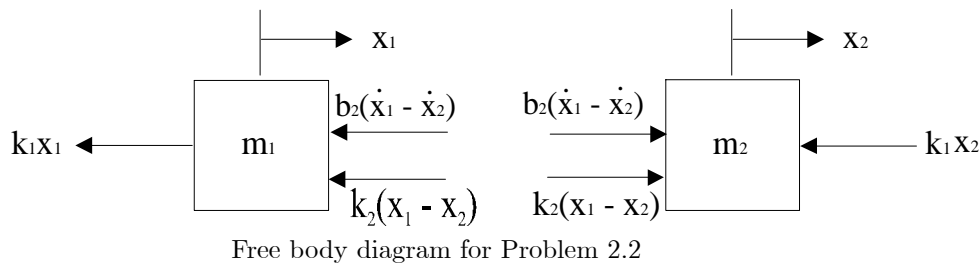 x₁ x₂
b₂(ẋ₁ - ẋ₂) b₂(ẋ₁ - ẋ₂)
k₁x₁ m₁ m₂ k₁x₂
k₂(x₁ - x₂) k₂(x₁ - x₂)
Free body diagram for Problem 2.2